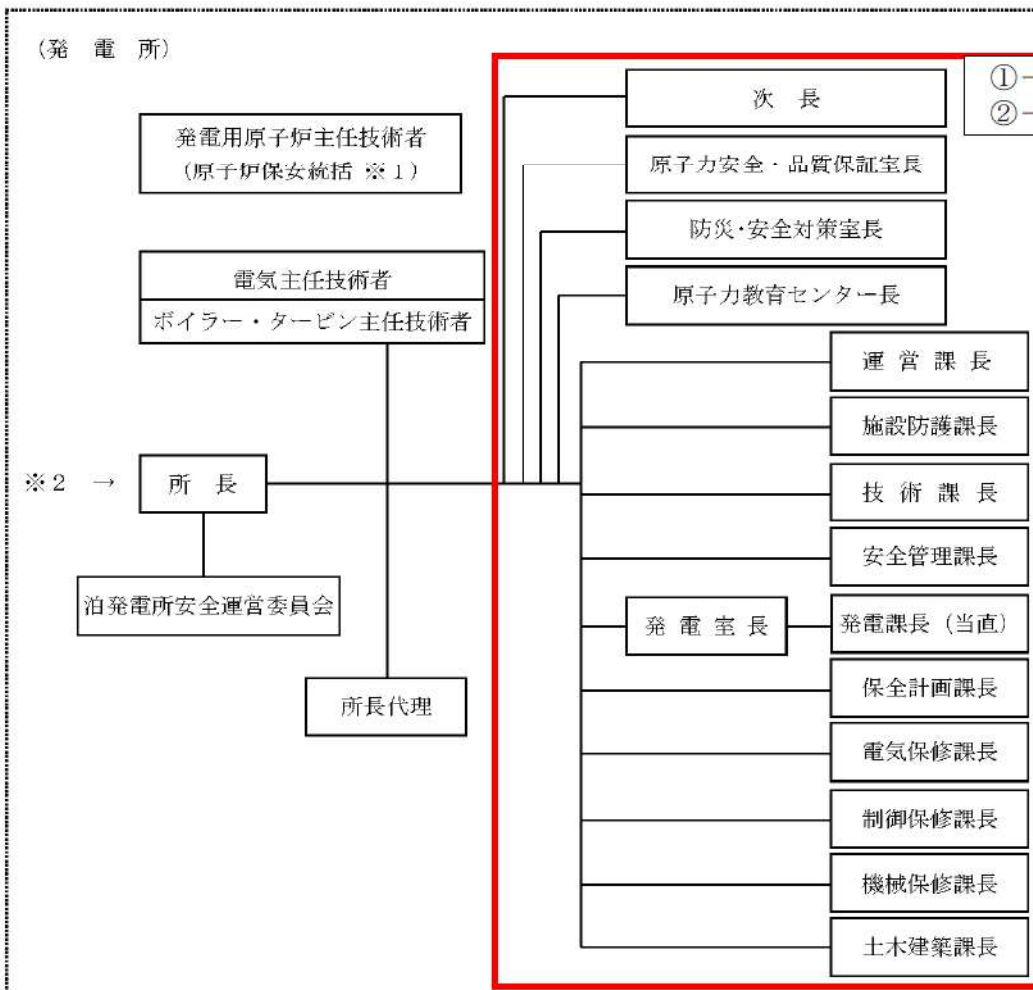 (発 電 所)
①-
②-
次 長
発電用原子炉主任技術者
(原子炉保安統括 ※1)
原子力安全・品質保証室長
防災・安全対策室長
電気主任技術者
ボイラー・タービン主任技術者
原子力教育センター長
運 営 課 長
施設防護課長
※2 → 所 長
技 術 課 長
安全管理課長
泊発電所安全運営委員会
発 電 室 長
発電課長 (当直)
所長代理
保全計画課長
電気保修課長
制御保修課長
機械保修課長
土木建築課長